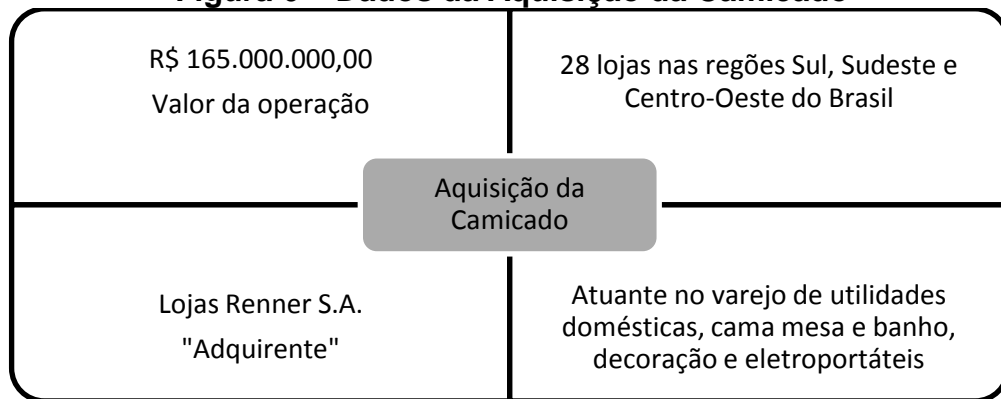 R$ 165.000.000,00
Valor da operação
28 lojas nas regiões Sul, Sudeste e
Centro-Oeste do Brasil
Aquisição da
Camicado
Lojas Renner S.A.
"Adquirente"
Atuante no varejo de utilidades
domésticas, cama mesa e banho,
decoração e eletroportáteis